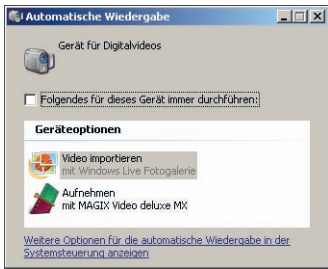 Automatische Wiedergabe
Gerät für Digitalvideos
Folgendes für dieses Gerät immer durchführen:
Geräteoptionen
Video importieren
mit Windows Live Fotogalerie
Aufnehmen
mit MAGIX Video deluxe MX
Weitere Optionen für die automatische Wiedergabe in der
Systemsteuerung anzeigen